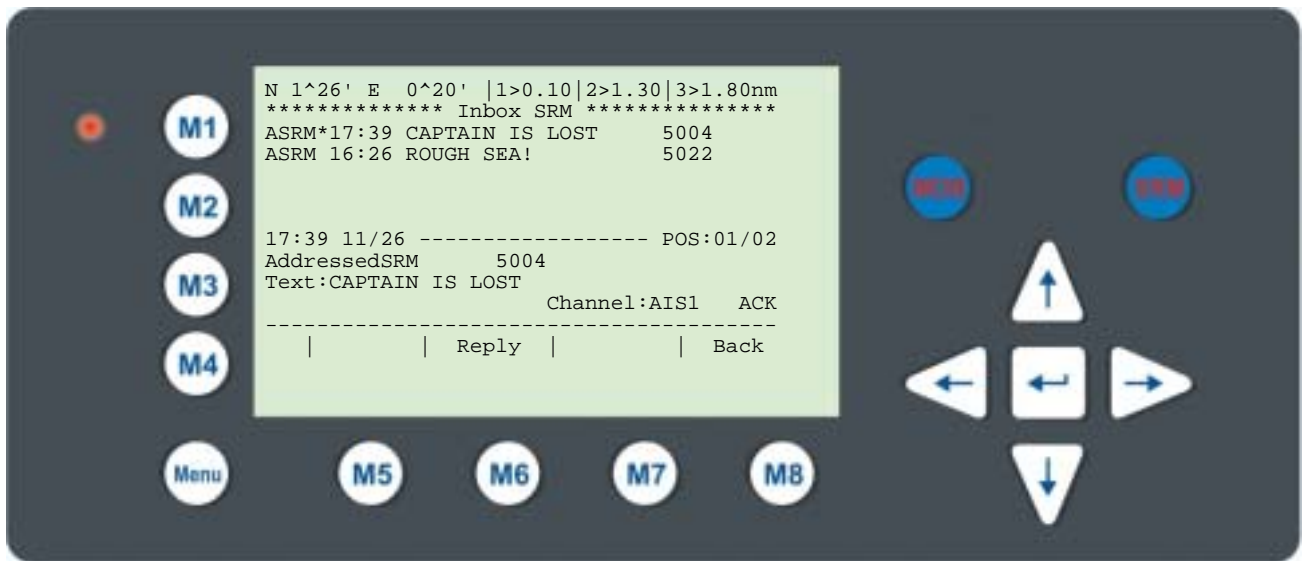 N 1^26' E 0^20' |1>0.10|2>1.30|3>1.80nm
************** Inbox SRM ***************
ASRM*17:39 CAPTAIN IS LOST 5004
ASRM 16:26 ROUGH SEA! 5022
17:39 11/26 ------------------ POS:01/02
AddressedSRM 5004
Text:CAPTAIN IS LOST
Channel:AIS1 ACK
----------------------------------------
| | Reply | | Back
M1
M2
M3
M4
Menu
M5
M6
M7
M8
SRM